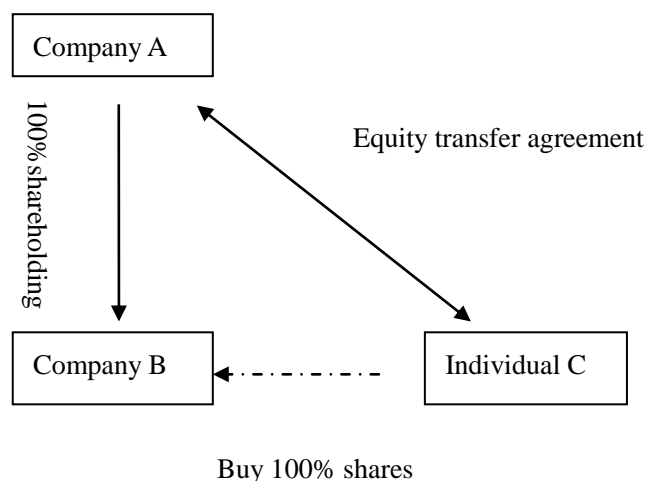 Company A
100% shareholding
Equity transfer agreement
Company B
Individual C
Buy 100% shares